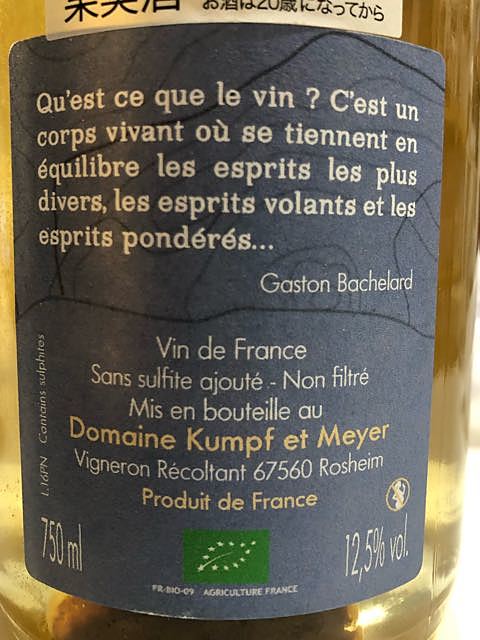 果実酒
お酒は20歳になってから
Qu'est ce que le vin ? C'est un
corps vivant où se tiennent en
équilibre les esprits les plus
divers, les esprits volants et les
esprits pondérés...
Gaston Bachelard
Vin de France
Sans sulfite ajouté - Non filtré
Mis en bouteille au
Domaine Kumpf et Meyer
Vigneron Récoltant 67560 Rosheim
Produit de France
L.16PN Contains sulphites
750 ml
12,5% vol.
FR-BIO-09 AGRICULTURE FRANCE